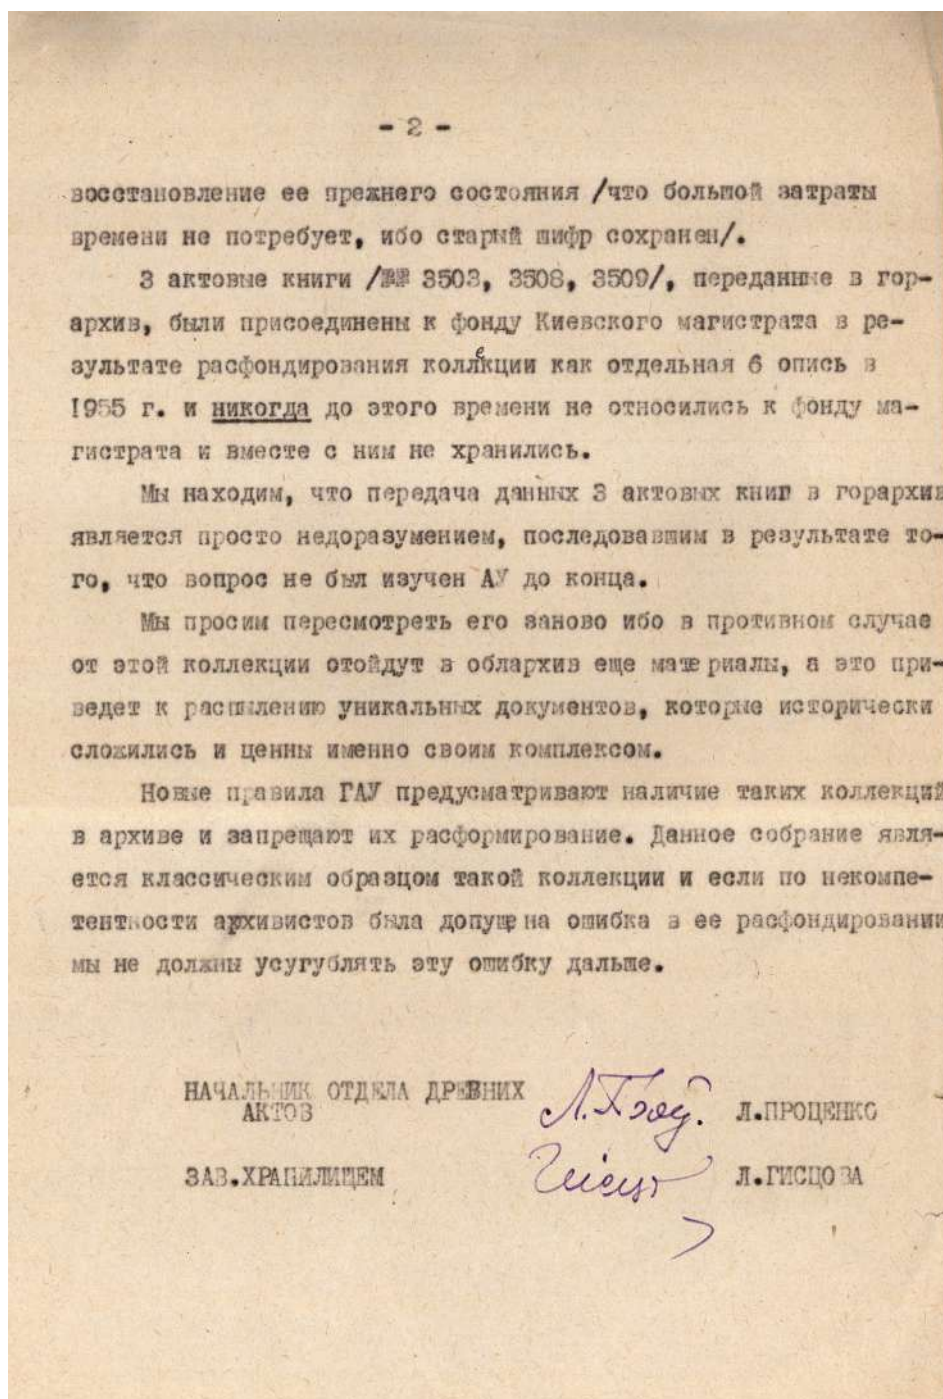 - 2 -
восстановление ее прежнего состояния /что большой затраты
времени не потребует, ибо старый шифр сохранен/.
3 актовые книги /№№ 3503, 3508, 3509/, переданные в гор-
архив, были присоединены к фонду Киевского магистрата в ре-
зультате расфондирования коллекции как отдельная 6 опись в
1955 г. и никогда до этого времени не относились к фонду ма-
гистрата и вместе с ним не хранились.
Мы находим, что передача данных 3 актовых книг в горархив
является просто недоразумением, последовавшим в результате то-
го, что вопрос не был изучен АУ до конца.
Мы просим пересмотреть его заново ибо в противном случае
от этой коллекции отойдут в облархив еще материалы, а это при-
ведет к распылению уникальных документов, которые исторически
сложились и ценны именно своим комплексом.
Новые правила ГАУ предусматривают наличие таких коллекций
в архиве и запрещают их расформирование. Данное собрание явля-
ется классическим образцом такой коллекции и если по некомпе-
тентности архивистов была допущена ошибка в ее расфондировании
мы не должны усугублять эту ошибку дальше.
НАЧАЛЬНИК ОТДЕЛА ДРЕВНИХ
АКТОВ Л.ПРОЦЕНКО
ЗАВ.ХРАНИЛИЩЕМ Л.ГИСЦОВА